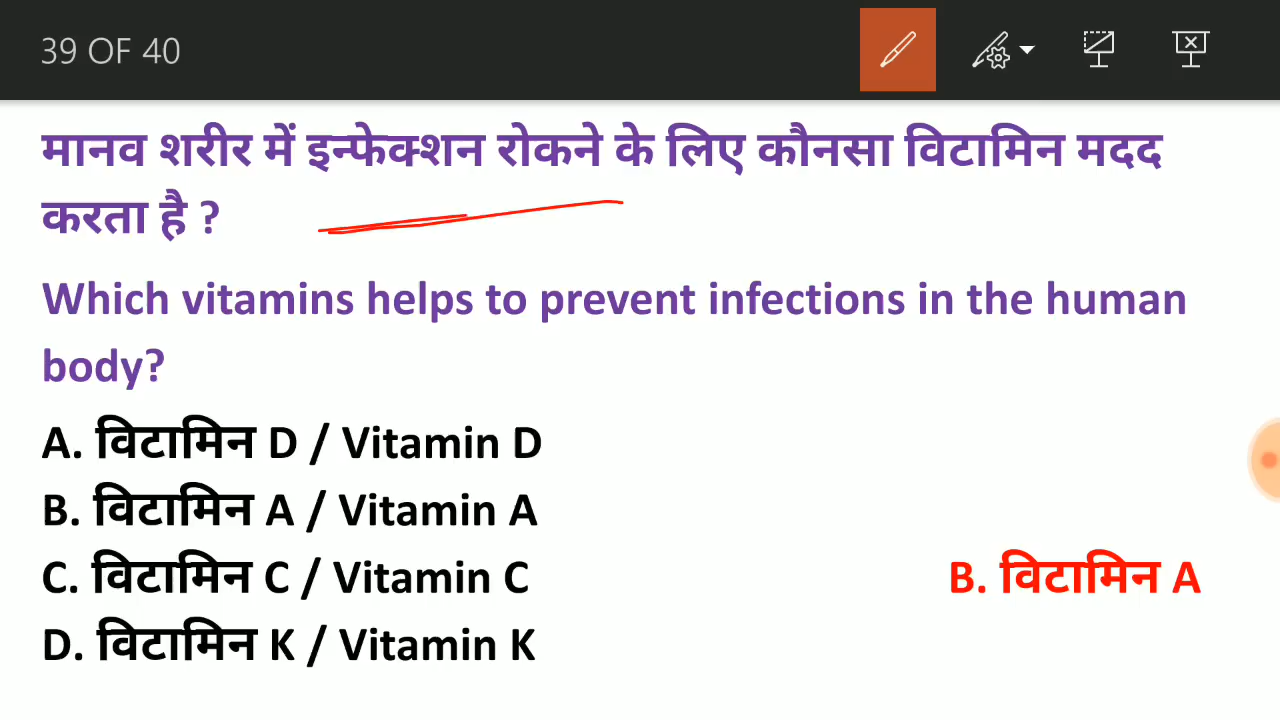 39 OF 40
मानव शरीर में इन्फेक्शन रोकने के लिए कौनसा विटामिन मदद
करता है ?
Which vitamins helps to prevent infections in the human
body?
A. विटामिन D / Vitamin D
B. विटामिन A / Vitamin A
C. विटामिन C / Vitamin C
B. विटामिन A
D. विटामिन K / Vitamin K